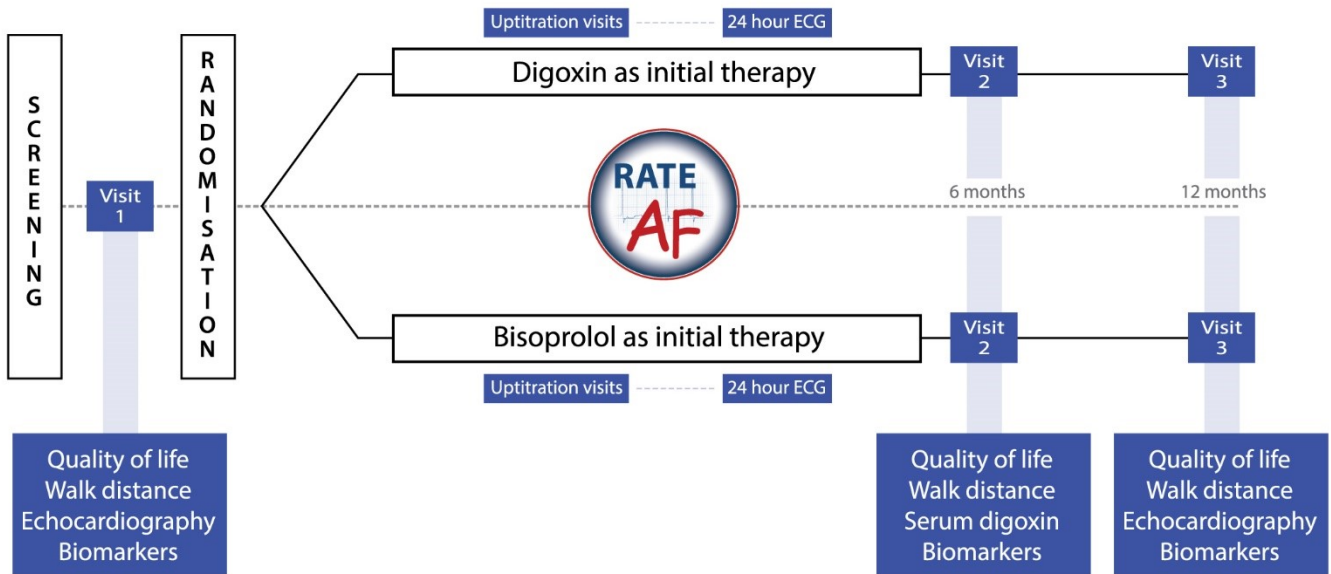 SCREENING
Visit
1
RANDOMISATION
Uptitration visits
24 hour ECG
Digoxin as initial therapy
Visit
2
Visit
3
RATE
AF
6 months
12 months
Bisoprolol as initial therapy
Visit
2
Visit
3
Uptitration visits
24 hour ECG
Quality of life
Walk distance
Echocardiography
Biomarkers
Quality of life
Walk distance
Serum digoxin
Biomarkers
Quality of life
Walk distance
Echocardiography
Biomarkers